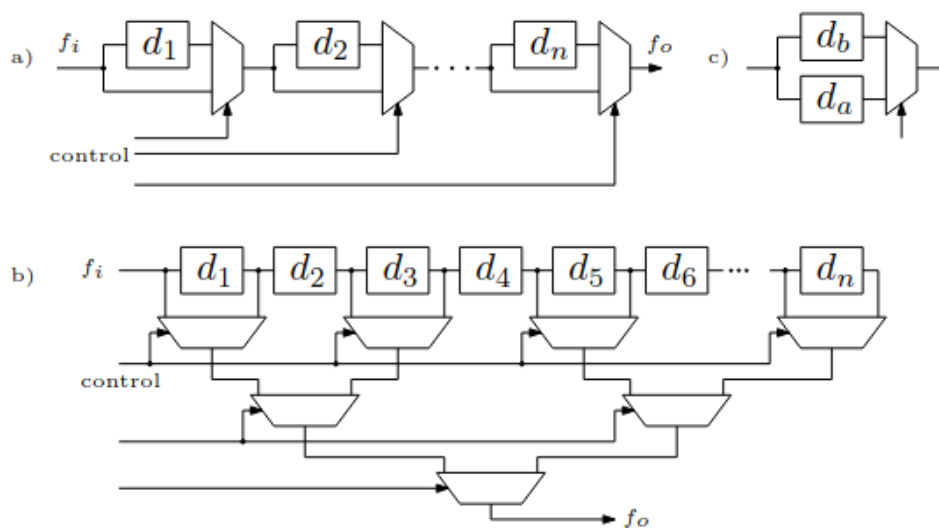 a) f_i d_1 d_2 · · · d_n f_o c) d_b
d_a
control
b) f_i d_1 d_2 d_3 d_4 d_5 d_6 ... d_n
control
f_o